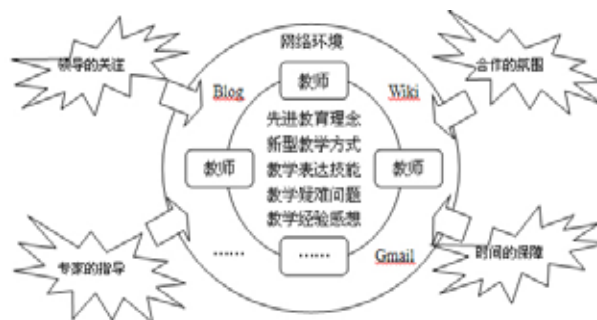 网络环境
领导的关注
合作的氛围
Blog
教师
Wiki
先进教育理念
新型教学方式
教师
教学表达技能
教师
教学疑难问题
教学经验感想
专家的指导
……
……
Gmail
时间的保障